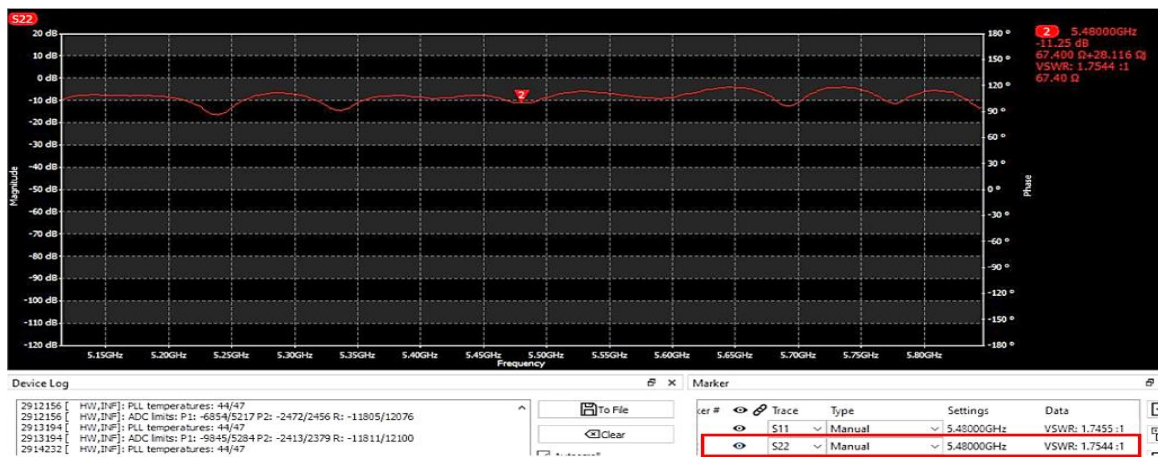 S22
20 dB
10 dB
0 dB
-10 dB
-20 dB
-30 dB
-40 dB
-50 dB
-60 dB
-70 dB
-80 dB
-90 dB
-100 dB
-110 dB
-120 dB
Magnitude
2
180 °
150 °
120 °
90 °
60 °
30 °
0 °
-30 °
-60 °
-90 °
-120 °
-150 °
-180 °
Phase
5.15GHz 5.20GHz 5.25GHz 5.30GHz 5.35GHz 5.40GHz 5.45GHz 5.50GHz 5.55GHz 5.60GHz 5.65GHz 5.70GHz 5.75GHz 5.80GHz
Frequency
2 5.48000GHz
-11.25 dB
67.400 Ω+28.116 Ωj
VSWR: 1.7544 :1
67.40 Ω
Device Log
2912156 [ HW,INF]: PLL temperatures: 44/47
2912156 [ HW,INF]: ADC limits: P1: -6854/5217 P2: -2472/2456 R: -11805/12076
2913194 [ HW,INF]: PLL temperatures: 44/47
2913194 [ HW,INF]: ADC limits: P1: -9845/5284 P2: -2413/2379 R: -11811/12100
2914232 [ HW,INF]: PLL temperatures: 44/47
To File
Clear
Marker
ker # Trace Type Settings Data
S11 Manual 5.48000GHz VSWR: 1.7455 :1
S22 Manual 5.48000GHz VSWR: 1.7544 :1